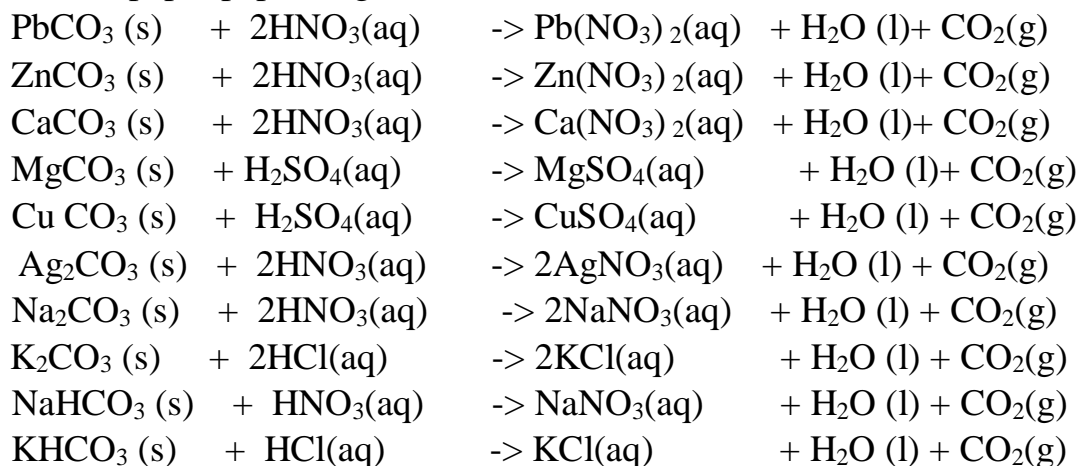 PbCO₃ (s) + 2HNO₃(aq) -> Pb(NO₃) ₂(aq) + H₂O (l)+ CO₂(g)
ZnCO₃ (s) + 2HNO₃(aq) -> Zn(NO₃) ₂(aq) + H₂O (l)+ CO₂(g)
CaCO₃ (s) + 2HNO₃(aq) -> Ca(NO₃) ₂(aq) + H₂O (l)+ CO₂(g)
MgCO₃ (s) + H₂SO₄(aq) -> MgSO₄(aq) + H₂O (l)+ CO₂(g)
Cu CO₃ (s) + H₂SO₄(aq) -> CuSO₄(aq) + H₂O (l) + CO₂(g)
Ag₂CO₃ (s) + 2HNO₃(aq) -> 2AgNO₃(aq) + H₂O (l) + CO₂(g)
Na₂CO₃ (s) + 2HNO₃(aq) -> 2NaNO₃(aq) + H₂O (l) + CO₂(g)
K₂CO₃ (s) + 2HCl(aq) -> 2KCl(aq) + H₂O (l) + CO₂(g)
NaHCO₃ (s) + HNO₃(aq) -> NaNO₃(aq) + H₂O (l) + CO₂(g)
KHCO₃ (s) + HCl(aq) -> KCl(aq) + H₂O (l) + CO₂(g)